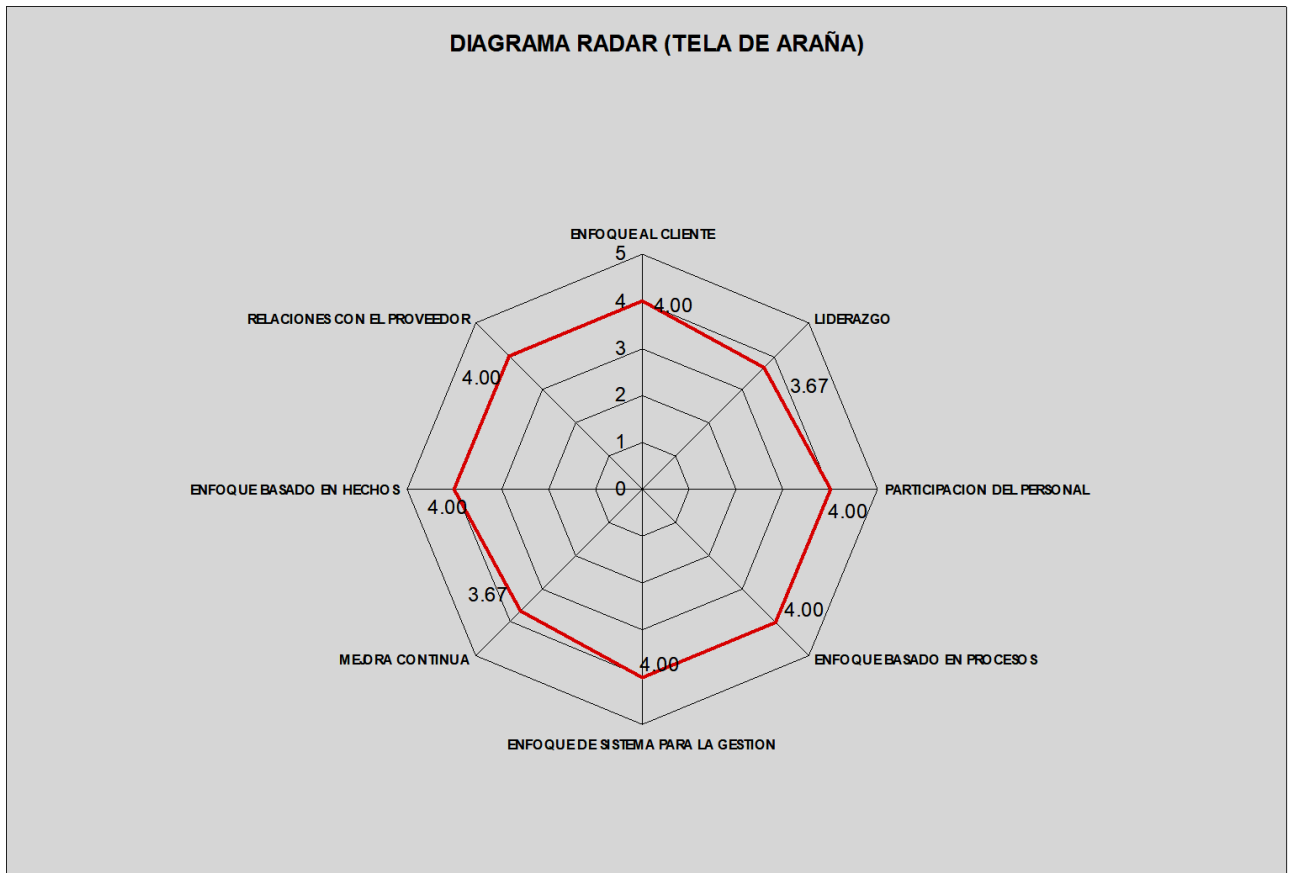 DIAGRAMA RADAR (TELA DE ARAÑA)
ENFOQUE AL CLIENTE
5
4
4.00
RELACIONES CON EL PROVEEDOR
LIDERAZGO
3
4.00
3.67
2
1
ENFOQUE BASADO EN HECHOS
0
PARTICIPACION DEL PERSONAL
4.00
4.00
3.67
4.00
MEJORA CONTINUA
4.00
ENFOQUE BASADO EN PROCESOS
ENFOQUE DE SISTEMA PARA LA GESTION